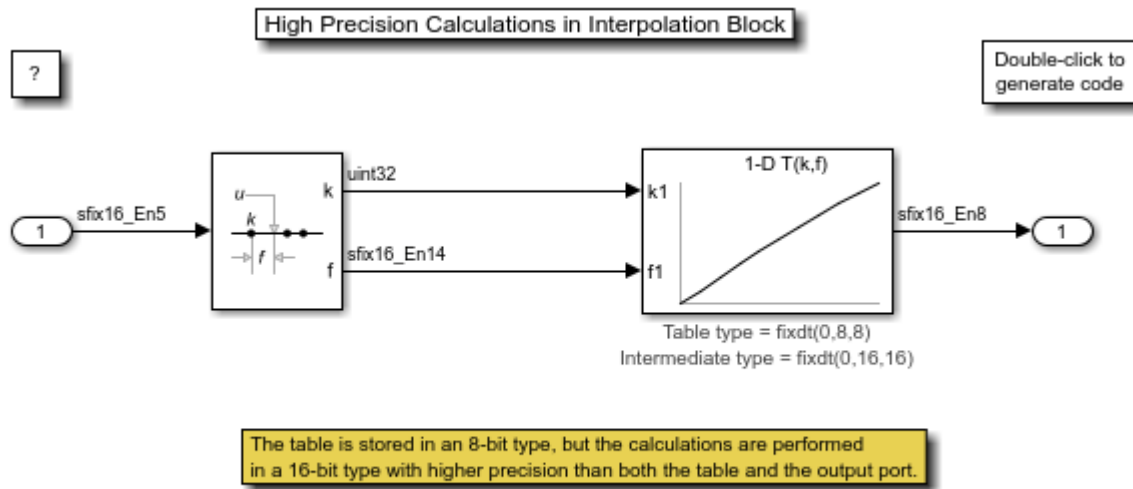 High Precision Calculations in Interpolation Block
?
Double-click to
generate code
1
sfix16_En5
u
k
f
k
f
uint32
sfix16_En14
1-D T(k,f)
k1
f1
sfix16_En8
1
Table type = fixdt(0,8,8)
Intermediate type = fixdt(0,16,16)
The table is stored in an 8-bit type, but the calculations are performed
in a 16-bit type with higher precision than both the table and the output port.